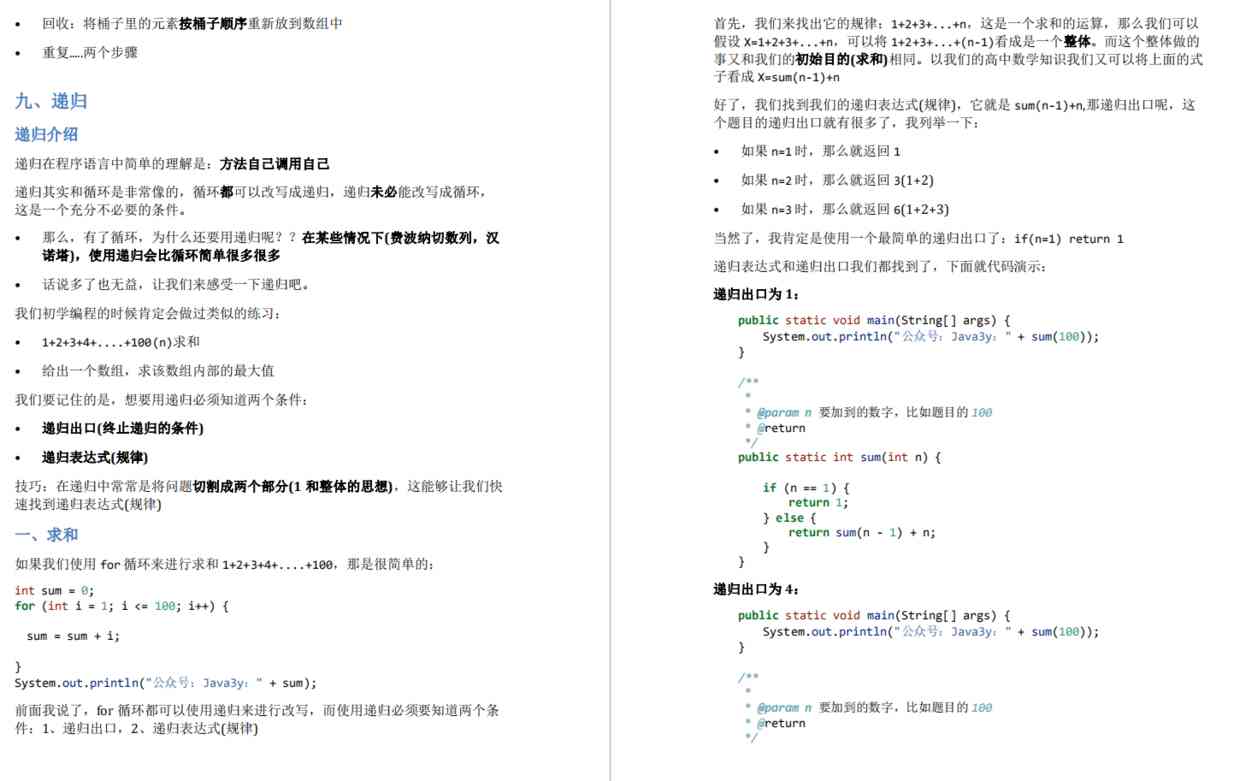 • 回收：将桶子里的元素按桶子顺序重新放到数组中
• 重复.....两个步骤
九、递归
递归介绍
递归在程序语言中简单的理解是：方法自己调用自己
递归其实和循环是非常像的，循环都可以改写成递归，递归未必能改写成循环，
这是一个充分不必要的条件。
• 那么，有了循环，为什么还要用递归呢？？在某些情况下(费波纳切数列，汉
诺塔)，使用递归会比循环简单很多很多
• 话说多了也无益，让我们来感受一下递归吧。
我们初学编程的时候肯定会做过类似的练习：
• 1+2+3+4+....+100(n)求和
• 给出一个数组，求该数组内部的最大值
我们要记住的是，想要用递归必须知道两个条件：
• 递归出口(终止递归的条件)
• 递归表达式(规律)
技巧：在递归中常常是将问题切割成两个部分(1 和整体的思想)，这能够让我们快
速找到递归表达式(规律)
一、求和
如果我们使用 for 循环来进行求和 1+2+3+4+....+100，那是很简单的：
int sum = 0;
for (int i = 1; i <= 100; i++) {
sum = sum + i;
}
System.out.println("公众号：Java3y：" + sum);
前面我说了，for 循环都可以使用递归来进行改写，而使用递归必须要知道两个条
件：1、递归出口，2、递归表达式(规律)
首先，我们来找出它的规律：1+2+3+...+n，这是一个求和的运算，那么我们可以
假设 X=1+2+3+...+n，可以将 1+2+3+...+(n-1)看成是一个整体。而这个整体做的
事又和我们的初始目的(求和)相同。以我们的高中数学知识我们又可以将上面的式
子看成 X=sum(n-1)+n
好了，我们找到我们的递归表达式(规律)，它就是 sum(n-1)+n,那递归出口呢，这
个题目的递归出口就有很多了，我列举一下：
• 如果 n=1 时，那么就返回 1
• 如果 n=2 时，那么就返回 3(1+2)
• 如果 n=3 时，那么就返回 6(1+2+3)
当然了，我肯定是使用一个最简单的递归出口了：if(n=1) return 1
递归表达式和递归出口我们都找到了，下面就代码演示：
递归出口为 1：
public static void main(String[] args) {
System.out.println("公众号：Java3y：" + sum(100));
}
/**
*
* @param n 要加到的数字，比如题目的 100
* @return
*/
public static int sum(int n) {
if (n == 1) {
return 1;
} else {
return sum(n - 1) + n;
}
}
递归出口为 4：
public static void main(String[] args) {
System.out.println("公众号：Java3y：" + sum(100));
}
/**
*
* @param n 要加到的数字，比如题目的 100
* @return
*/